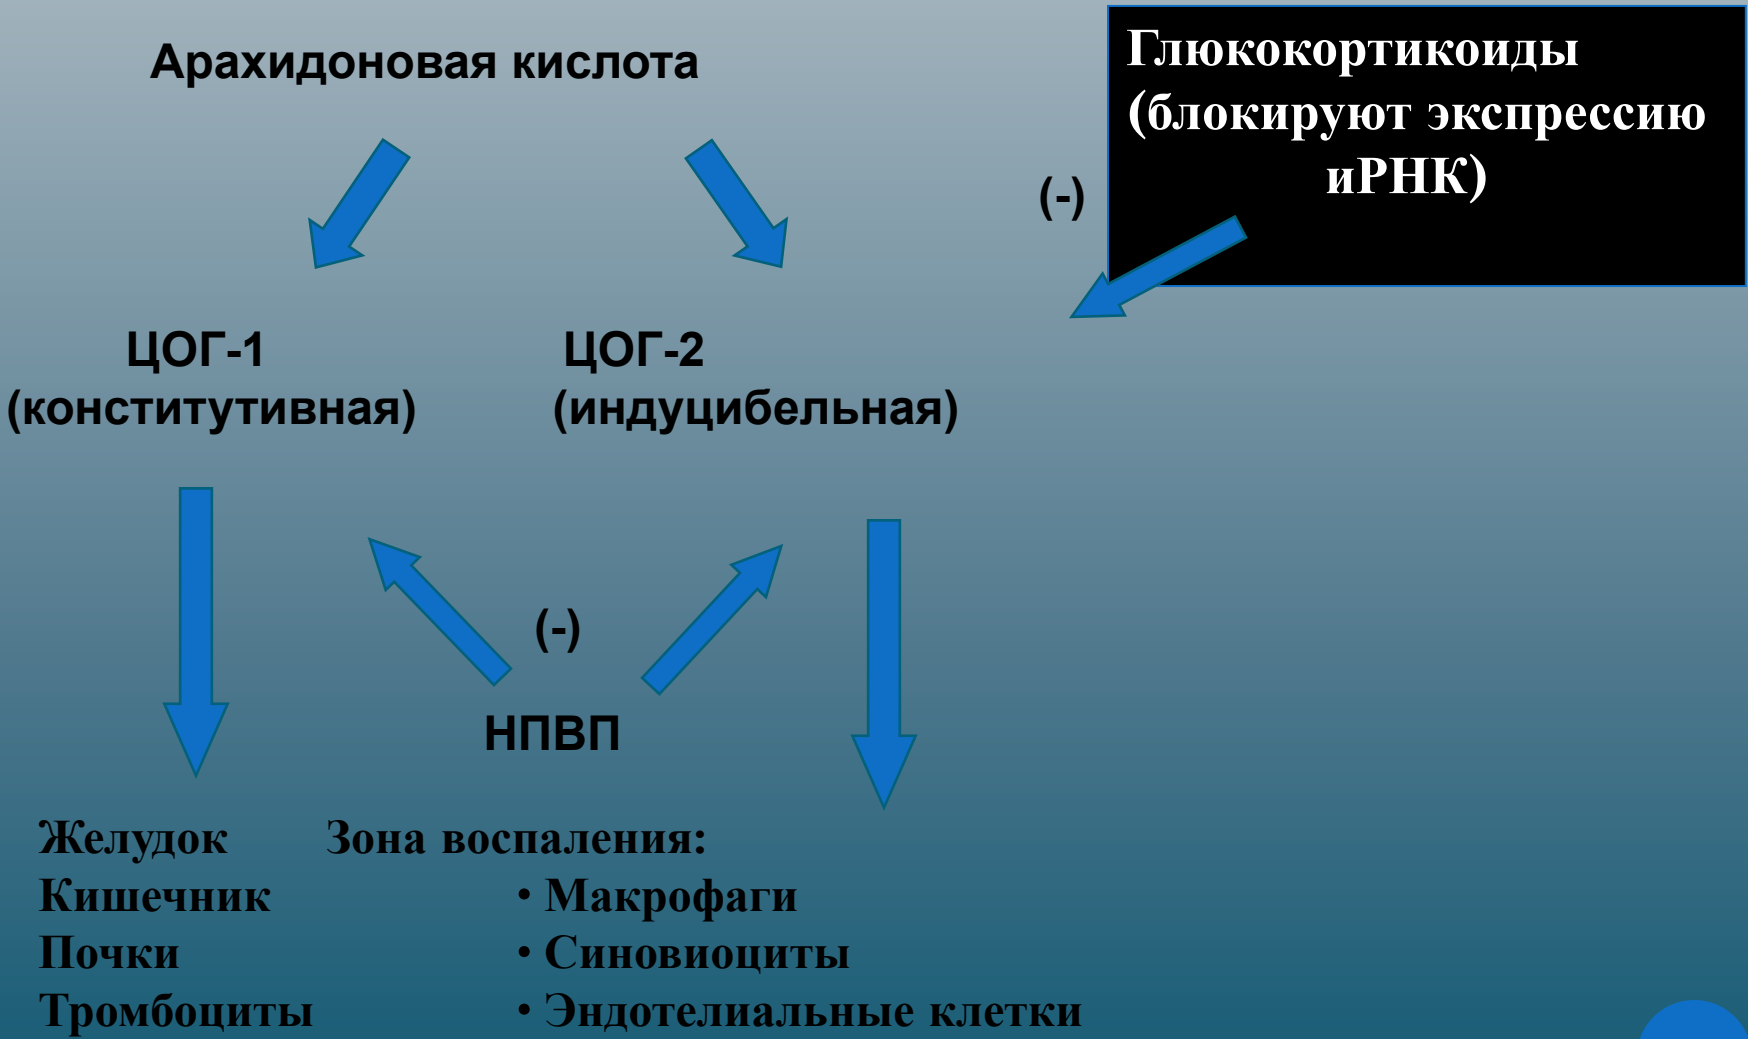 Арахидоновая кислота
Глюкокортикоиды
(блокируют экспрессию
иРНК)
(-)
ЦОГ-1
(конститутивная)
ЦОГ-2
(индуцибельная)
(-)
НПВП
Желудок
Кишечник
Почки
Тромбоциты
Зона воспаления:
• Макрофаги
• Синовиоциты
• Эндотелиальные клетки